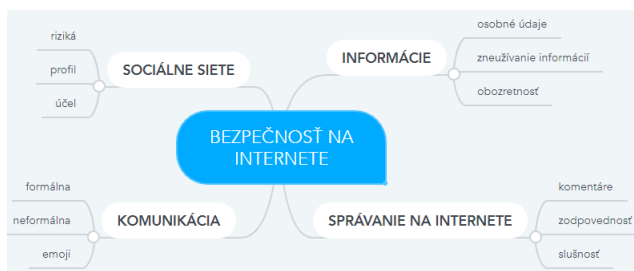 riziká
profil
účel
SOCIÁLNE SIETE
INFORMÁCIE
osobné údaje
zneužívanie informácií
obozretnosť
BEZPEČNOSŤ NA
INTERNETE
formálna
neformálna
emoji
KOMUNIKÁCIA
SPRÁVANIE NA INTERNETE
komentáre
zodpovednosť
slušnosť